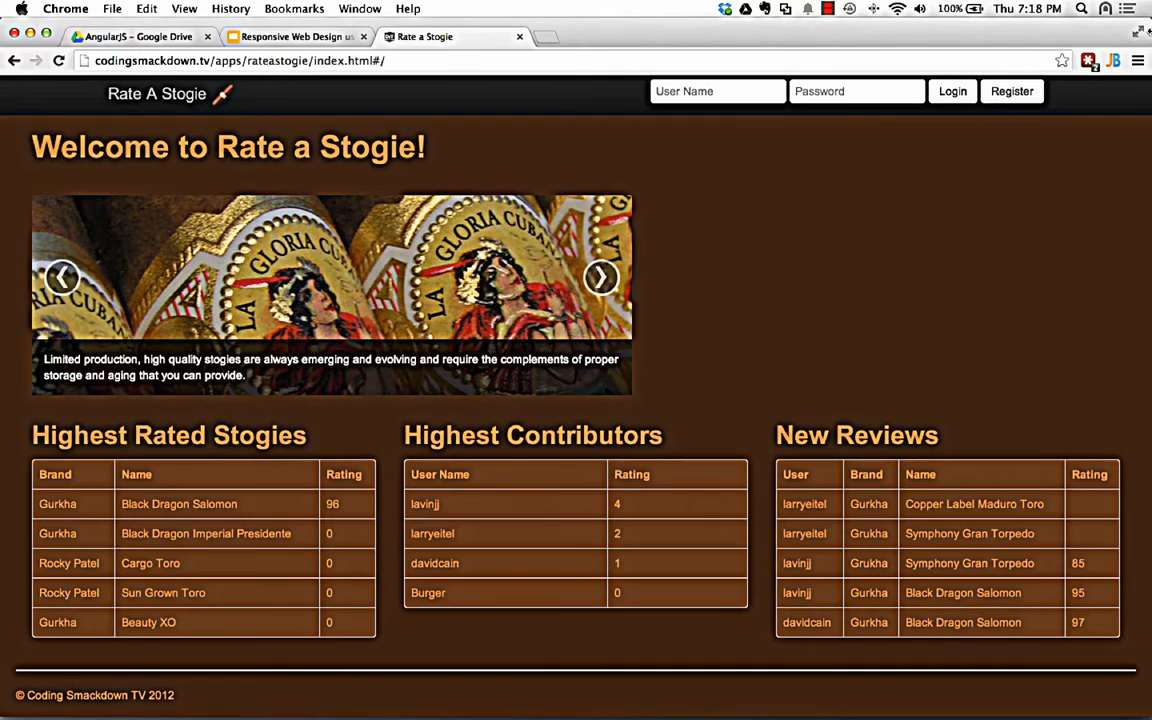 Chrome File Edit View History Bookmarks Window Help 100% Thu 7:18 PM
AngularJS – Google Drive Responsive Web Design us Rate a Stogie
codingsmackdown.tv/apps/rateastogie/index.html#/
Rate A Stogie User Name Password Login Register
Welcome to Rate a Stogie!
LA GLORIA CUBAN
LA GLORIA CUBAN
Limited production, high quality stogies are always emerging and evolving and require the complements of proper
storage and aging that you can provide.
Highest Rated Stogies
Brand Name Rating
Gurkha Black Dragon Salomon 96
Gurkha Black Dragon Imperial Presidente 0
Rocky Patel Cargo Toro 0
Rocky Patel Sun Grown Toro 0
Gurkha Beauty XO 0
Highest Contributors
User Name Rating
lavinjj 4
larryeitel 2
davidcain 1
Burger 0
New Reviews
User Brand Name Rating
larryeitel Gurkha Copper Label Maduro Toro
larryeitel Grukha Symphony Gran Torpedo
lavinjj Grukha Symphony Gran Torpedo 85
lavinjj Gurkha Black Dragon Salomon 95
davidcain Gurkha Black Dragon Salomon 97
© Coding Smackdown TV 2012